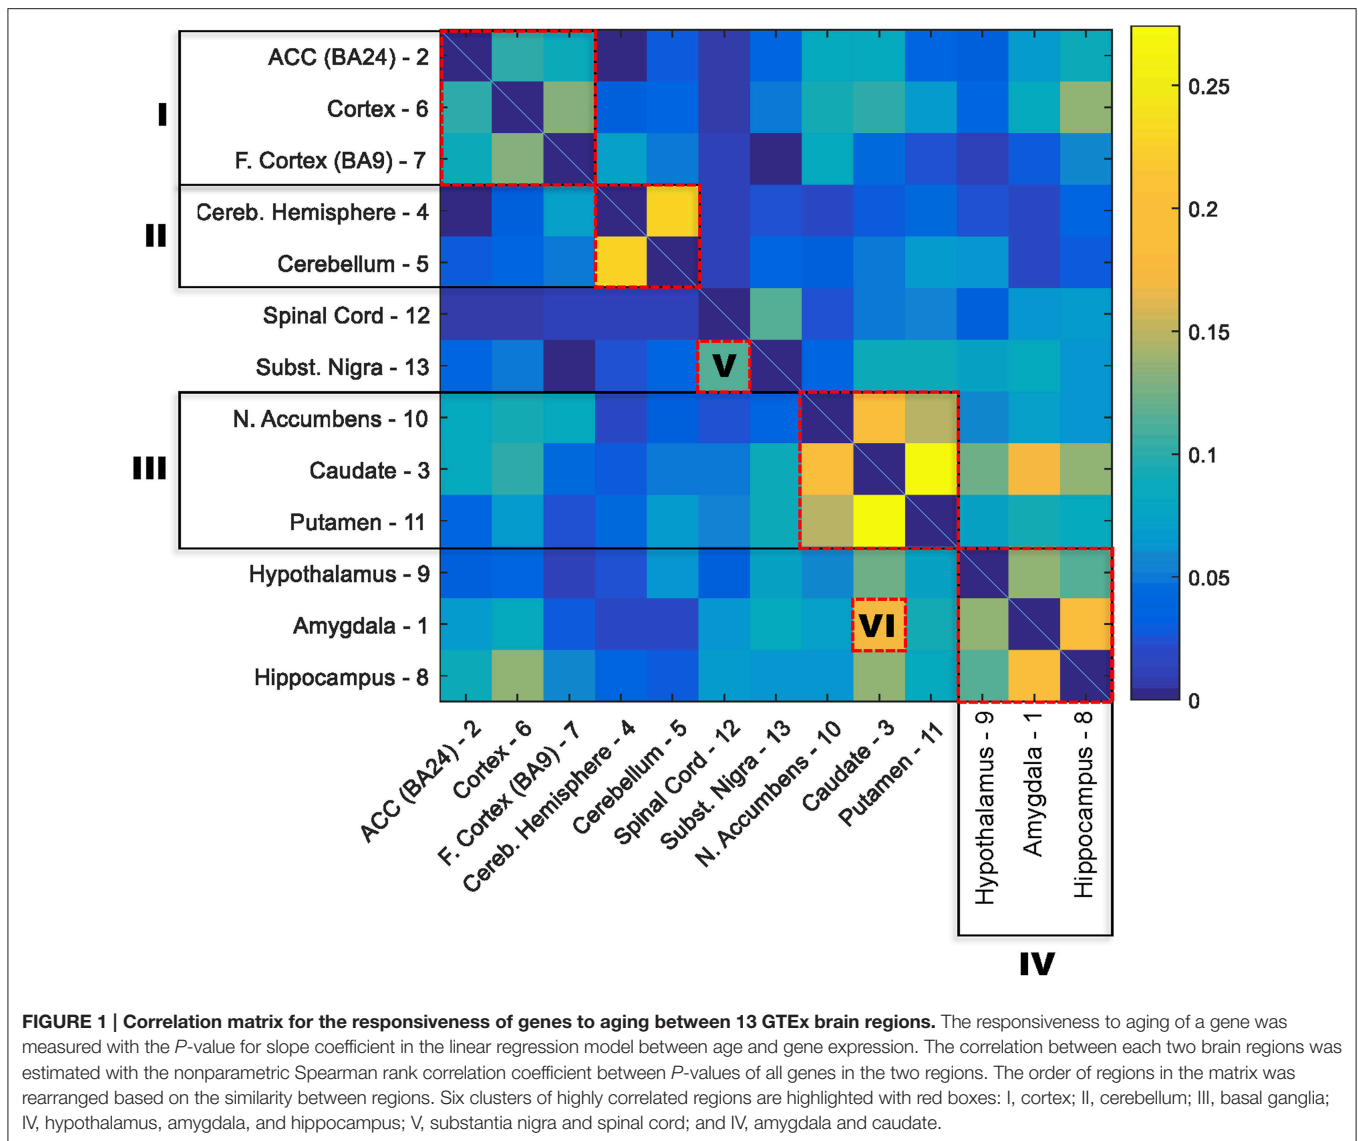 I
II
III
ACC (BA24) - 2
Cortex - 6
F. Cortex (BA9) - 7
Cereb. Hemisphere - 4
Cerebellum - 5
Spinal Cord - 12
Subst. Nigra - 13
N. Accumbens - 10
Caudate - 3
Putamen - 11
Hypothalamus - 9
Amygdala - 1
Hippocampus - 8
V
VI
0.25
0.2
0.15
0.1
0.05
0
ACC (BA24) - 2
Cortex - 6
F. Cortex (BA9) - 7
Cereb. Hemisphere - 4
Cerebellum - 5
Spinal Cord - 12
Subst. Nigra - 13
N. Accumbens - 10
Caudate - 3
Putamen - 11
Hypothalamus - 9
Amygdala - 1
Hippocampus - 8
IV
FIGURE 1 | Correlation matrix for the responsiveness of genes to aging between 13 GTEx brain regions. The responsiveness to aging of a gene was
measured with the P-value for slope coefficient in the linear regression model between age and gene expression. The correlation between each two brain regions was
estimated with the nonparametric Spearman rank correlation coefficient between P-values of all genes in the two regions. The order of regions in the matrix was
rearranged based on the similarity between regions. Six clusters of highly correlated regions are highlighted with red boxes: I, cortex; II, cerebellum; III, basal ganglia;
IV, hypothalamus, amygdala, and hippocampus; V, substantia nigra and spinal cord; and IV, amygdala and caudate.